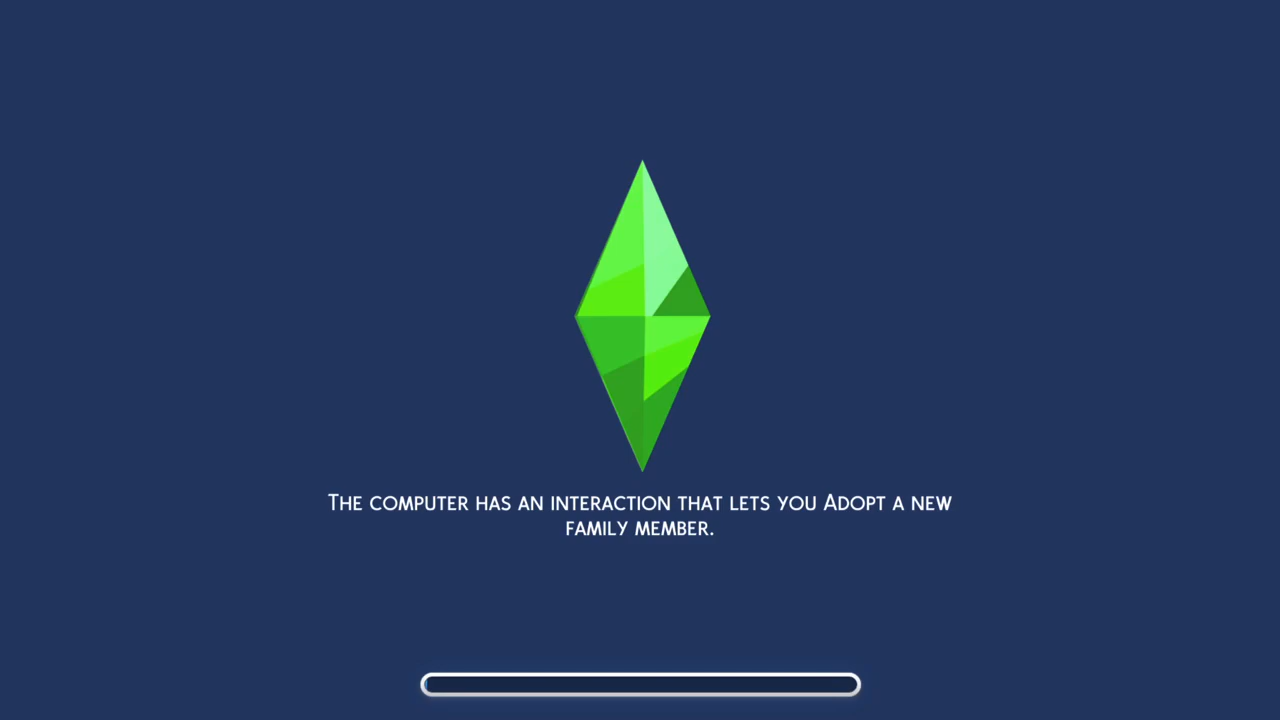 The computer has an interaction that lets you Adopt a new
family member.